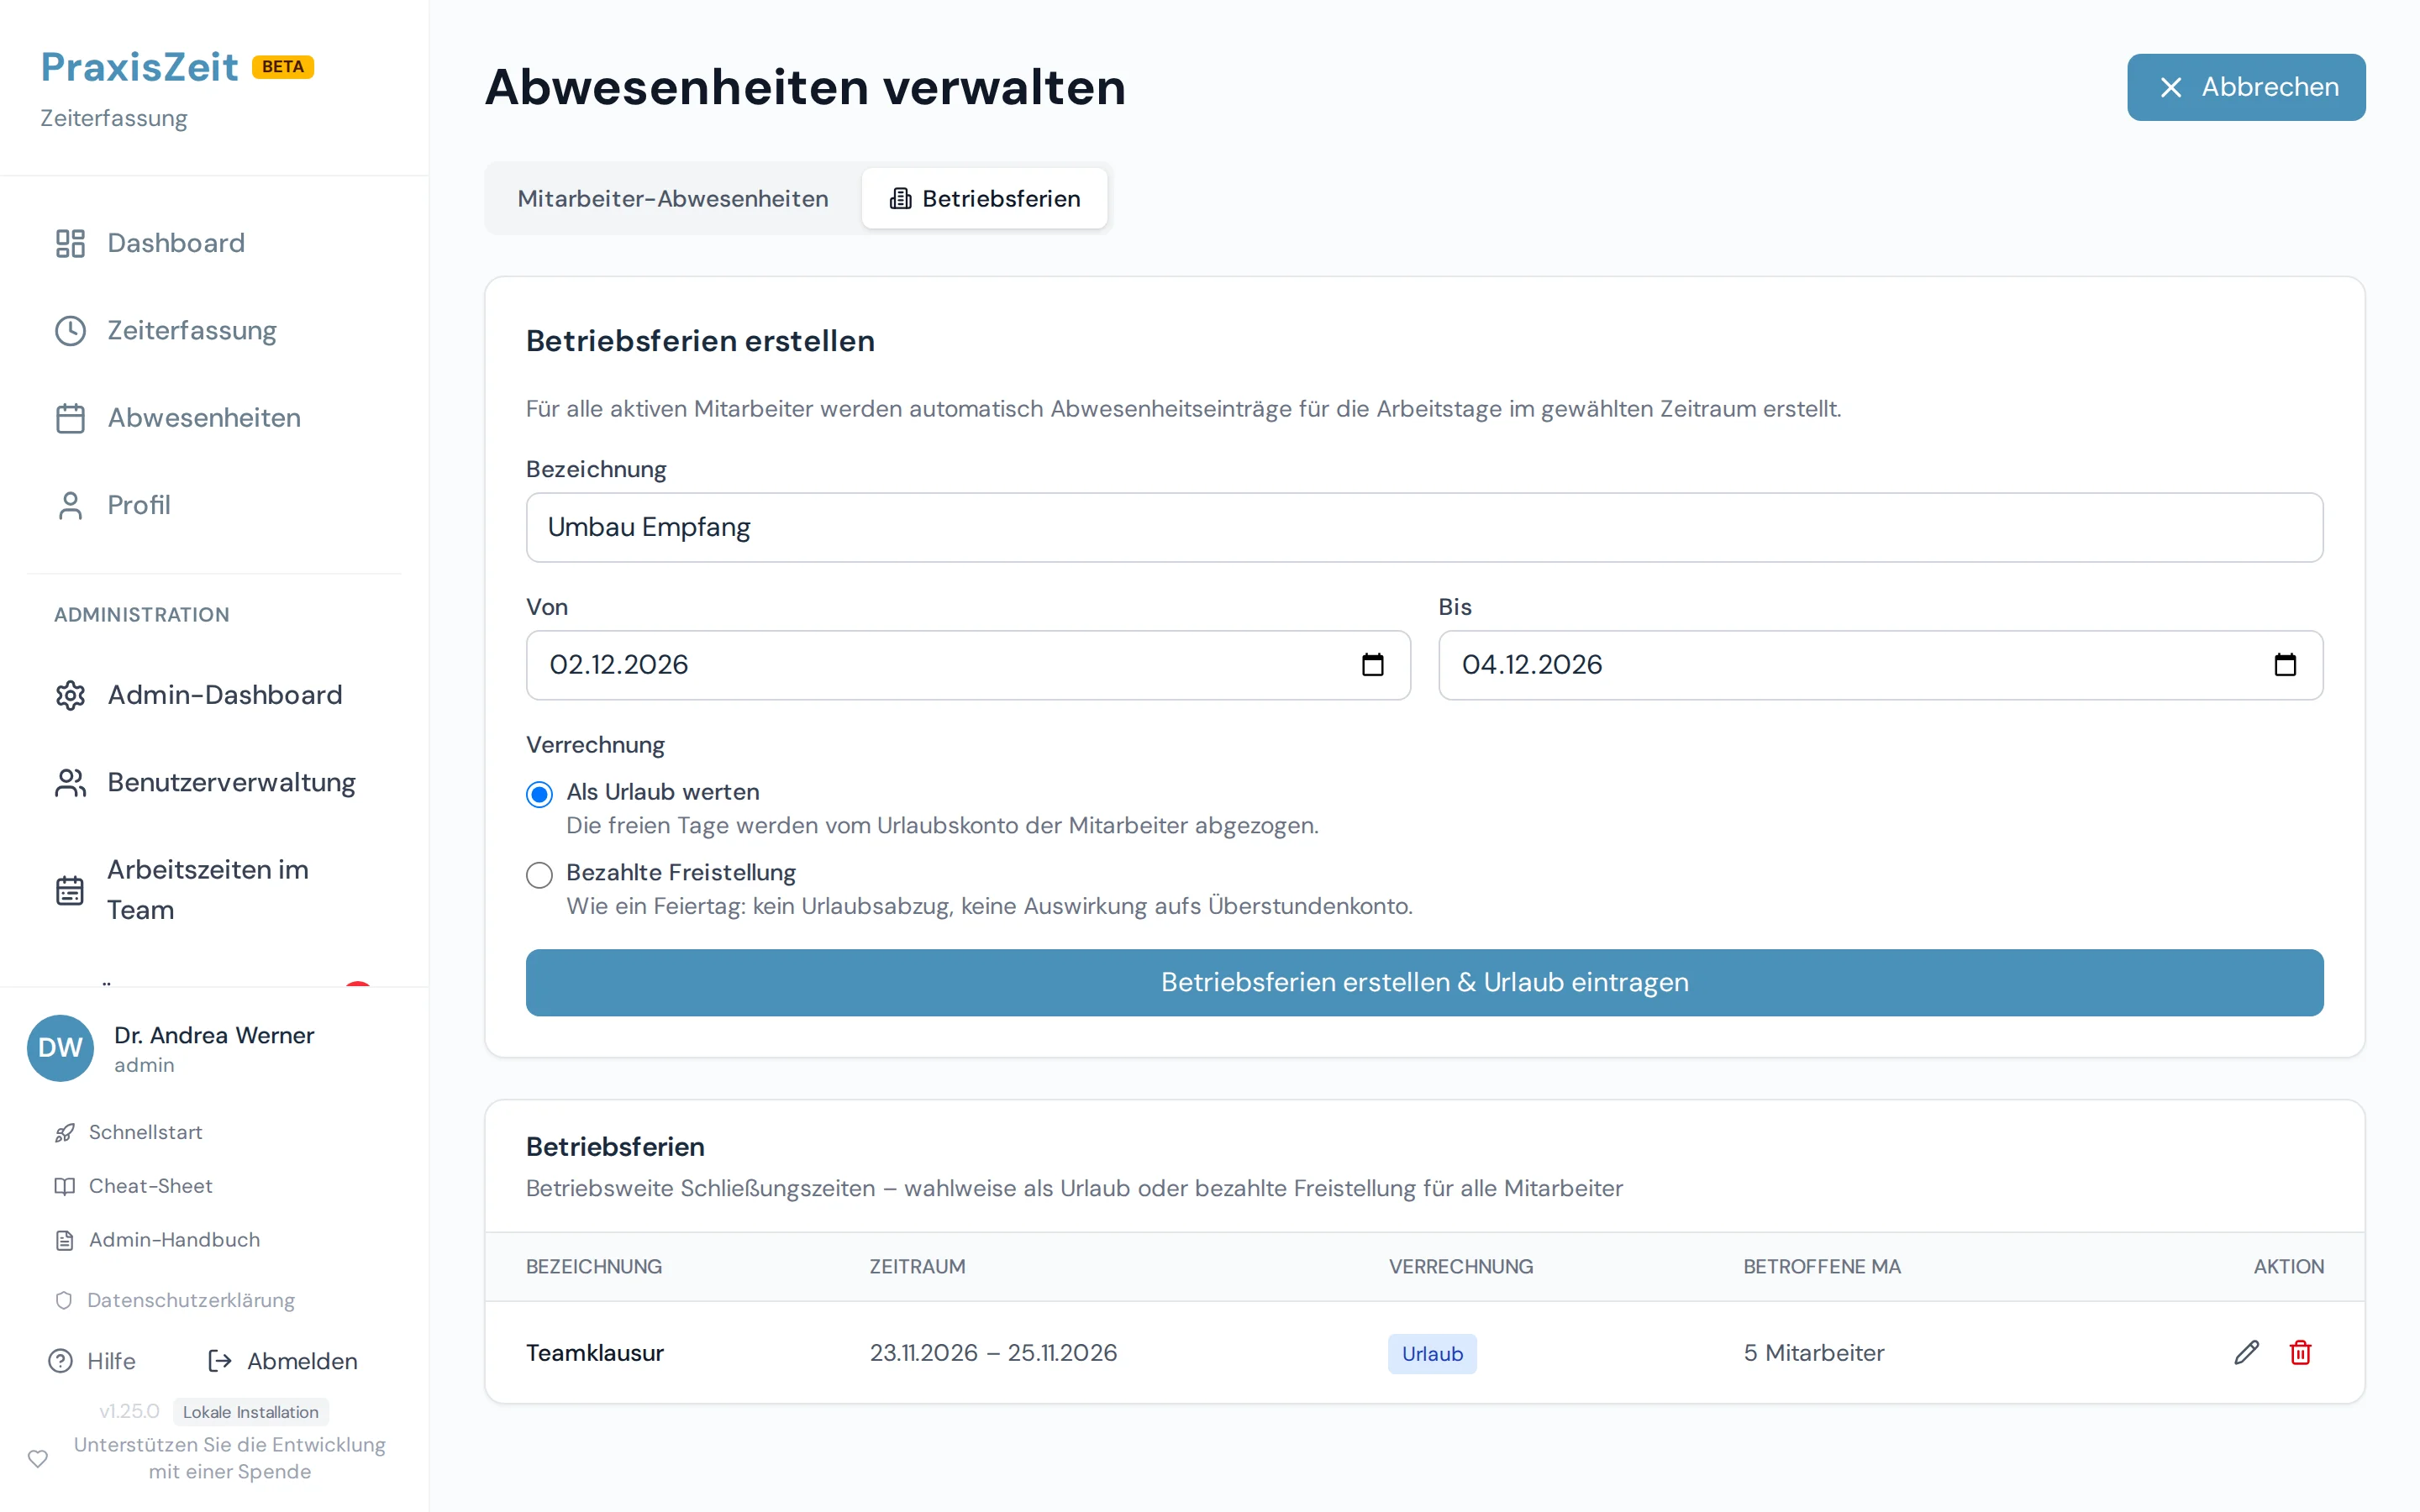 PraxisZeit BETA
Zeiterfassung
Dashboard
Zeiterfassung
Abwesenheiten
Profil
ADMINISTRATION
Admin-Dashboard
Benutzerverwaltung
Arbeitszeiten im
Team
DW
Dr. Andrea Werner
admin
Schnellstart
Cheat-Sheet
Admin-Handbuch
Datenschutzerklärung
Hilfe Abmelden
v1.25.0 Lokale Installation
Unterstützen Sie die Entwicklung
mit einer Spende
Abwesenheiten verwalten
Abbrechen
Mitarbeiter-Abwesenheiten Betriebsferien
Betriebsferien erstellen
Für alle aktiven Mitarbeiter werden automatisch Abwesenheitseinträge für die Arbeitstage im gewählten Zeitraum erstellt.
Bezeichnung
Umbau Empfang
Von Bis
02.12.2026 04.12.2026
Verrechnung
Als Urlaub werten
Die freien Tage werden vom Urlaubskonto der Mitarbeiter abgezogen.
Bezahlte Freistellung
Wie ein Feiertag: kein Urlaubsabzug, keine Auswirkung aufs Überstundenkonto.
Betriebsferien erstellen & Urlaub eintragen
Betriebsferien
Betriebsweite Schließungszeiten – wahlweise als Urlaub oder bezahlte Freistellung für alle Mitarbeiter
BEZEICHNUNG ZEITRAUM VERRECHNUNG BETROFFENE MA AKTION
Teamklausur 23.11.2026 – 25.11.2026 Urlaub 5 Mitarbeiter